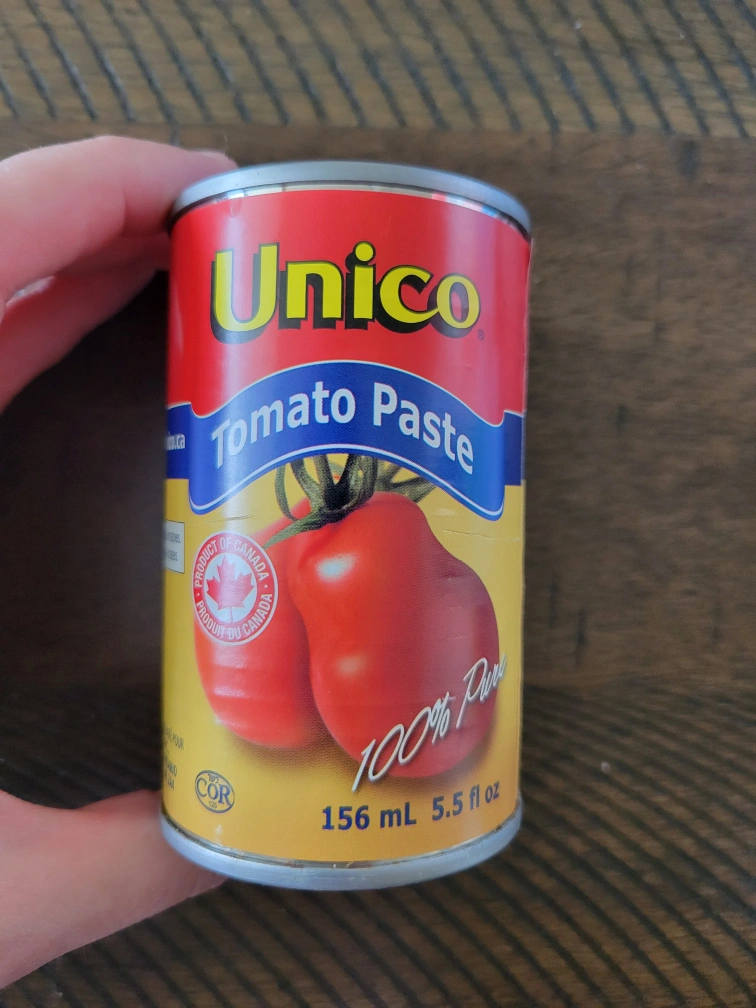 Unico
Tomato Paste
PRODUCT OF CANADA
PRODUIT DU CANADA
100% Pure
COR
156 mL 5.5 fl oz